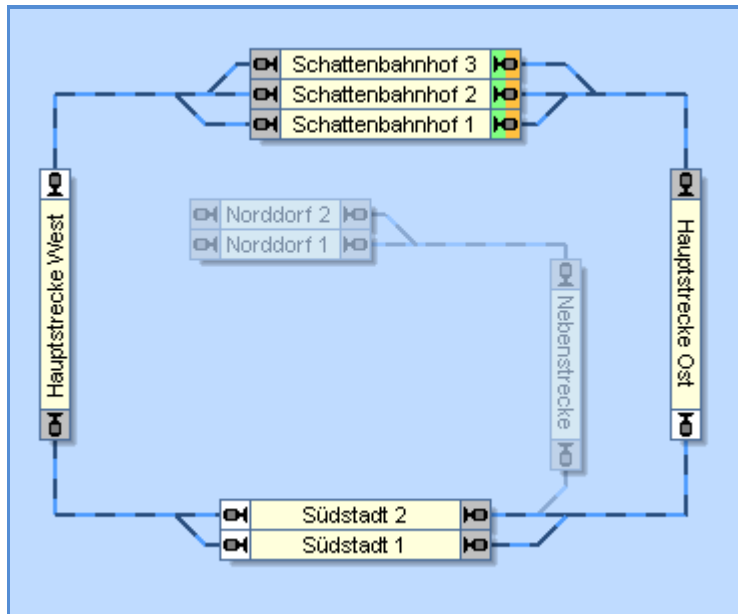 Schattenbahnhof 3
Schattenbahnhof 2
Schattenbahnhof 1
Norddorf 2
Norddorf 1
Hauptstrecke West
Nebenstrecke
Hauptstrecke Ost
Südstadt 2
Südstadt 1